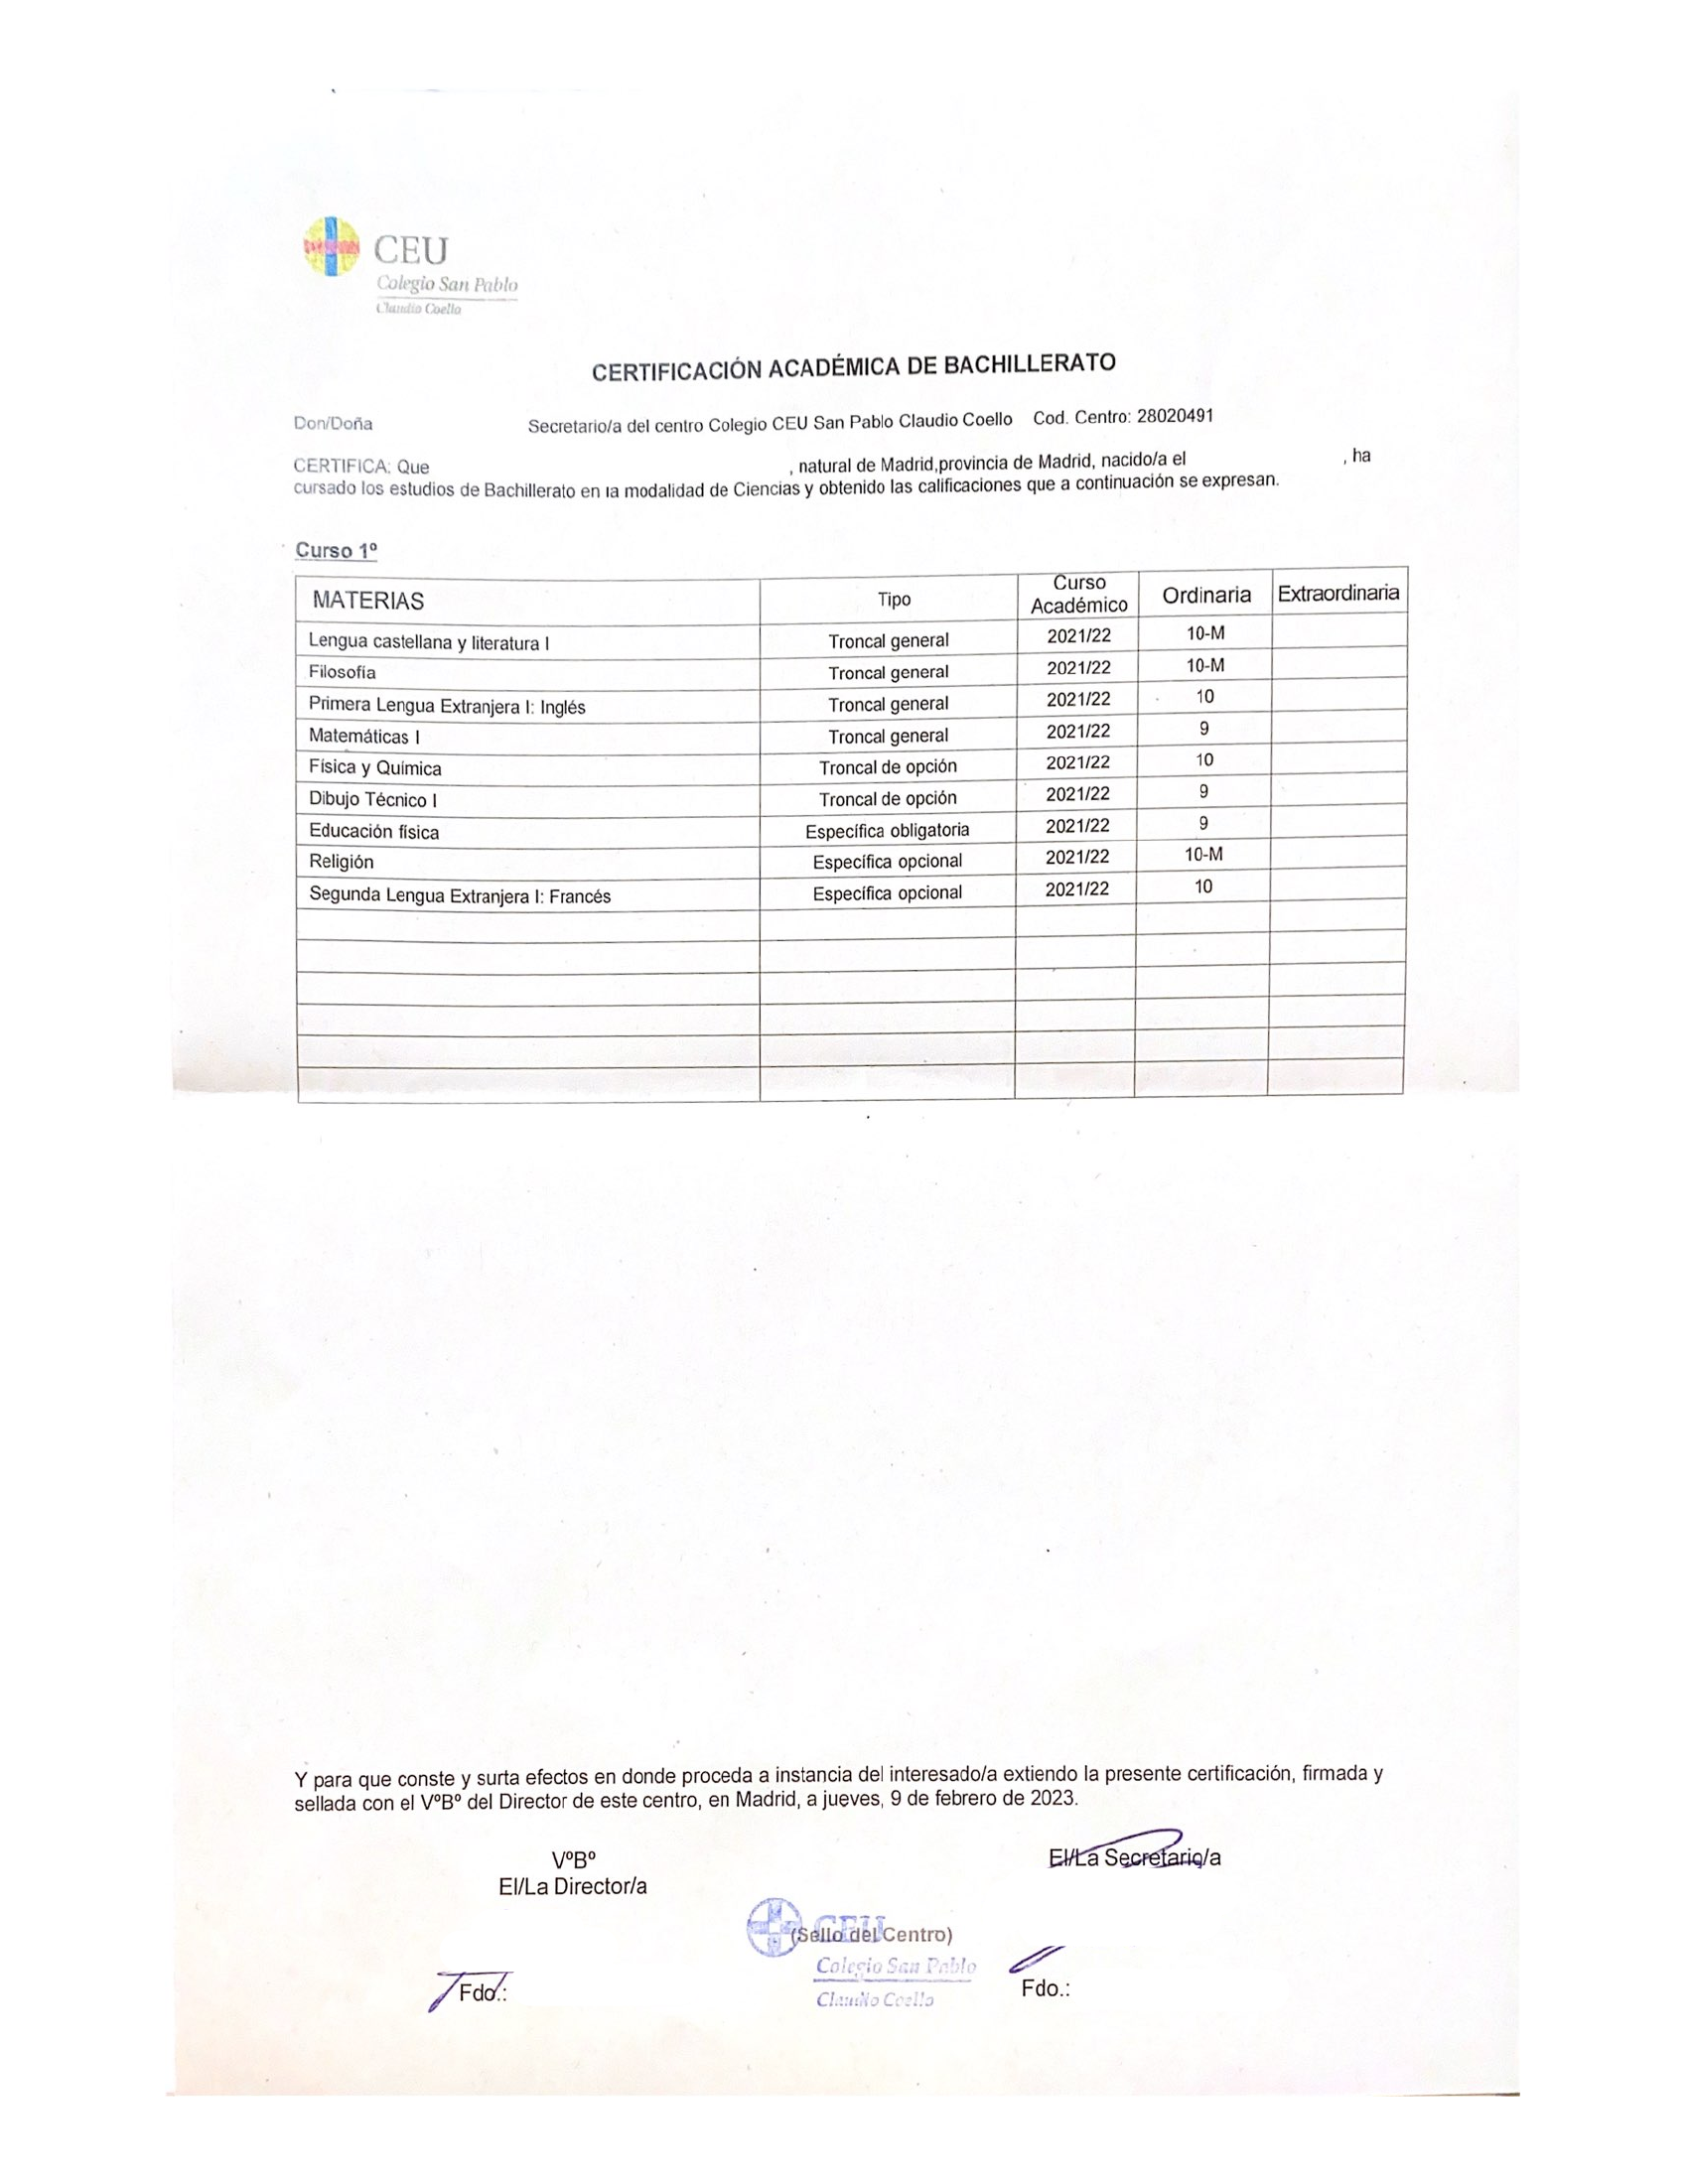 CEU
Colegio San Pablo
Claudio Coello
CERTIFICACIÓN ACADÉMICA DE BACHILLERATO
Don/Doña Secretario/a del centro Colegio CEU San Pablo Claudio Coello Cod. Centro: 28020491
CERTIFICA: Que , natural de Madrid,provincia de Madrid, nacido/a el , ha
cursado los estudios de Bachillerato en la modalidad de Ciencias y obtenido las calificaciones que a continuación se expresan.
Curso 1º
MATERIAS Tipo Curso Académico Ordinaria Extraordinaria
Lengua castellana y literatura I Troncal general 2021/22 10-M
Filosofía Troncal general 2021/22 10-M
Primera Lengua Extranjera I: Inglés Troncal general 2021/22 10
Matemáticas I Troncal general 2021/22 9
Física y Química Troncal de opción 2021/22 10
Dibujo Técnico I Troncal de opción 2021/22 9
Educación física Específica obligatoria 2021/22 9
Religión Específica opcional 2021/22 10-M
Segunda Lengua Extranjera I: Francés Específica opcional 2021/22 10
Y para que conste y surta efectos en donde proceda a instancia del interesado/a extiendo la presente certificación, firmada y
sellada con el VºBº del Director de este centro, en Madrid, a jueves, 9 de febrero de 2023.
VºBº
El/La Director/a
El/La Secretario/a
CEU
(Sello del Centro)
Colegio San Pablo
Claudio Coello
Fdo.:
Fdo.: